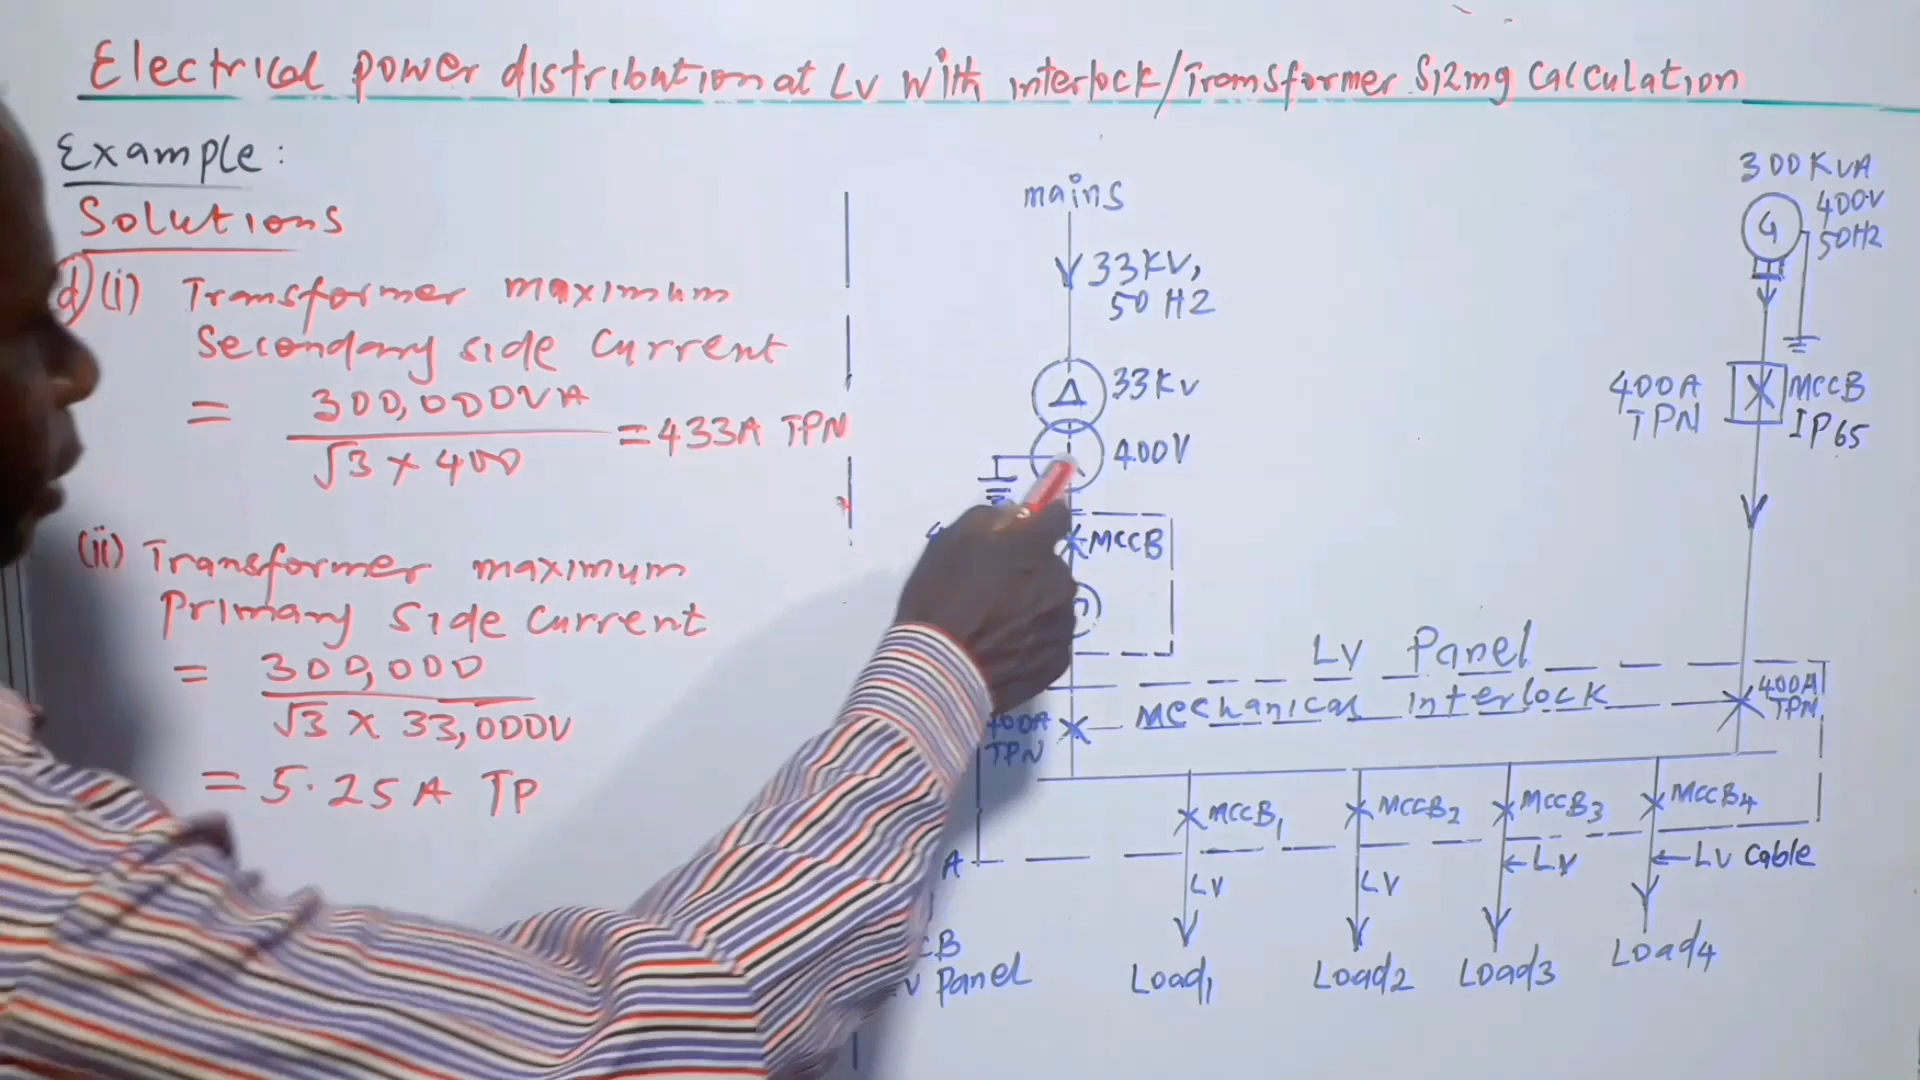 Electrical power distribution at LV with interlock/Transformer Sizing Calculation
Example:
Solutions
d) (i) Transformer maximum
Secondary side Current
= 300,000VA
√3 x 400
= 433A TPN
(ii) Transformer maximum
Primary Side Current
= 300,000
√3 x 33,000V
= 5.25A TP
mains
33KV,
50HZ
Δ
33KV
400V
MCCB
LV Panel
Mechanical interlock
400A
TPN
300KVA
400V
50HZ
G
400A
TPN
MCCB
IP65
400A
TPN
MCCB1
MCCB2
MCCB3
MCCB4
A
LV
LV
LV
LV Cable
CB
Panel
Load1
Load2
Load3
Load4